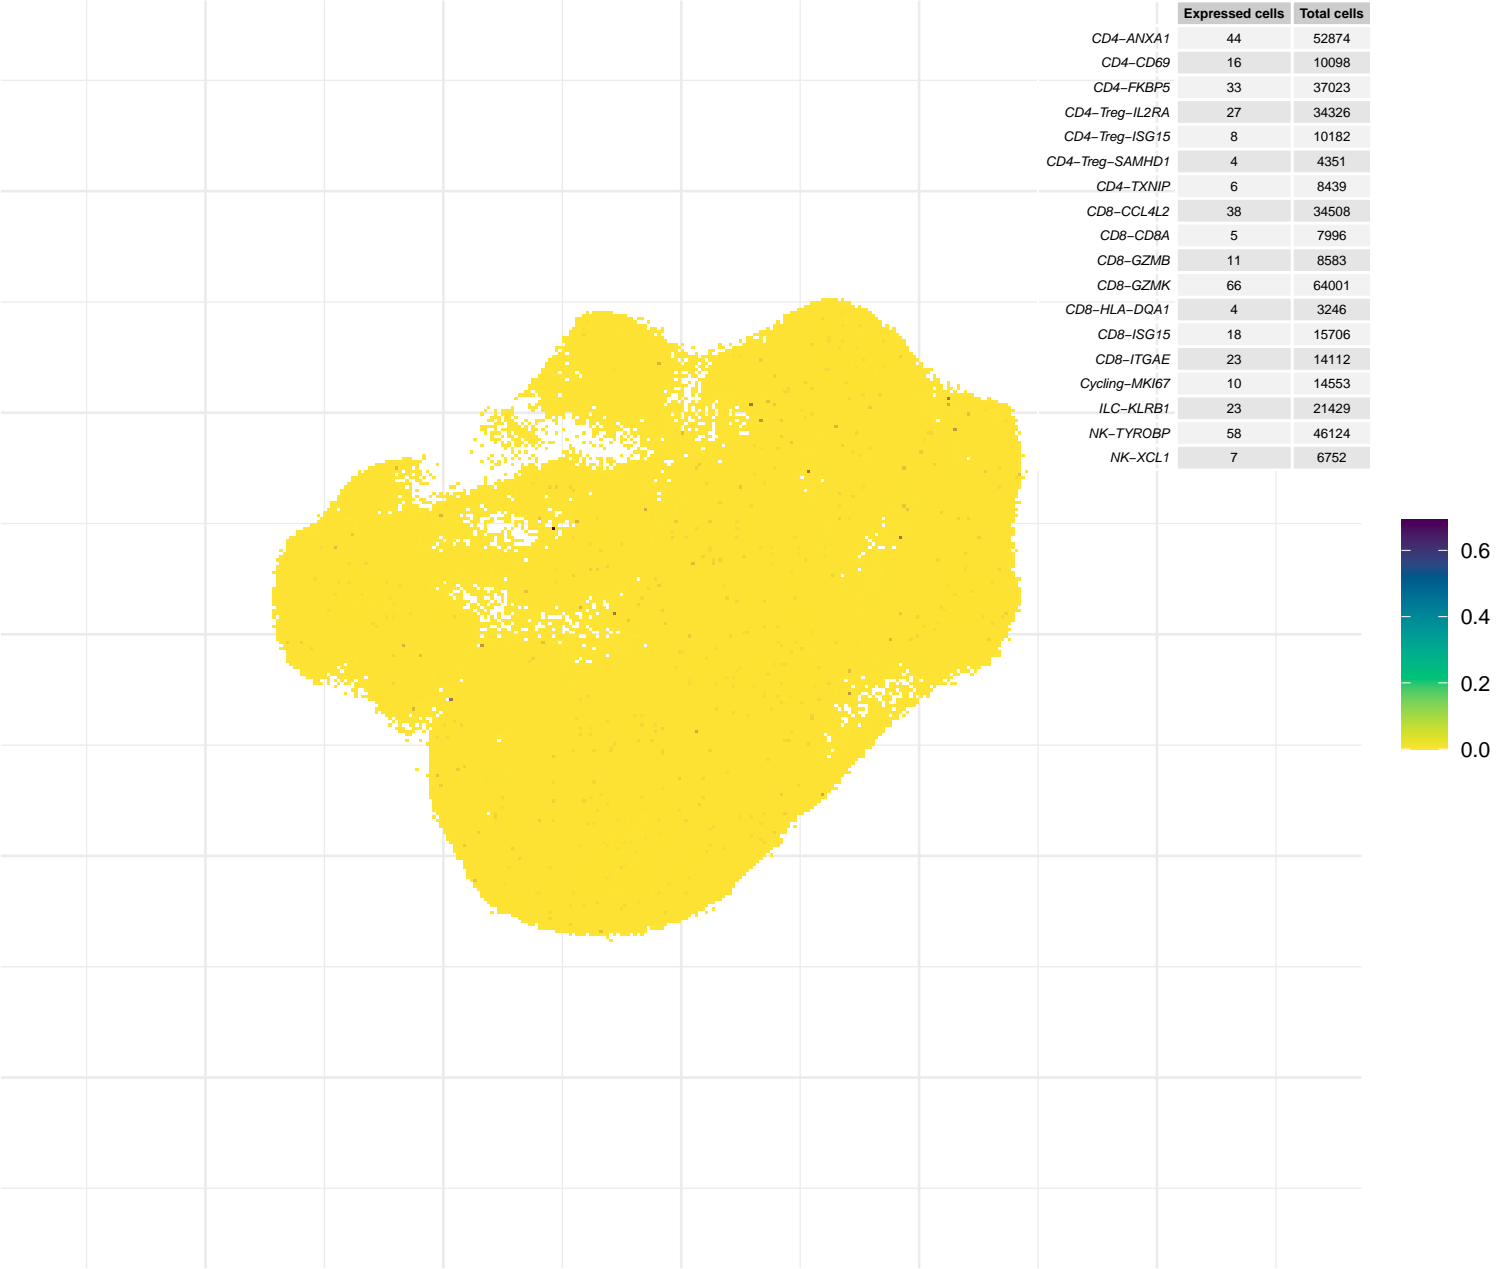 Expressed cells Total cells
CD4−ANXA1 44 52874
CD4−CD69 16 10098
CD4−FKBP5 33 37023
CD4−Treg−IL2RA 27 34326
CD4−Treg−ISG15 8 10182
CD4−Treg−SAMHD1 4 4351
CD4−TXNIP 6 8439
CD8−CCL4L2 38 34508
CD8−CD8A 5 7996
CD8−GZMB 11 8583
CD8−GZMK 66 64001
CD8−HLA−DQA1 4 3246
CD8−ISG15 18 15706
CD8−ITGAE 23 14112
Cycling−MKI67 10 14553
ILC−KLRB1 23 21429
NK−TYROBP 58 46124
NK−XCL1 7 6752
0.6
0.4
0.2
0.0